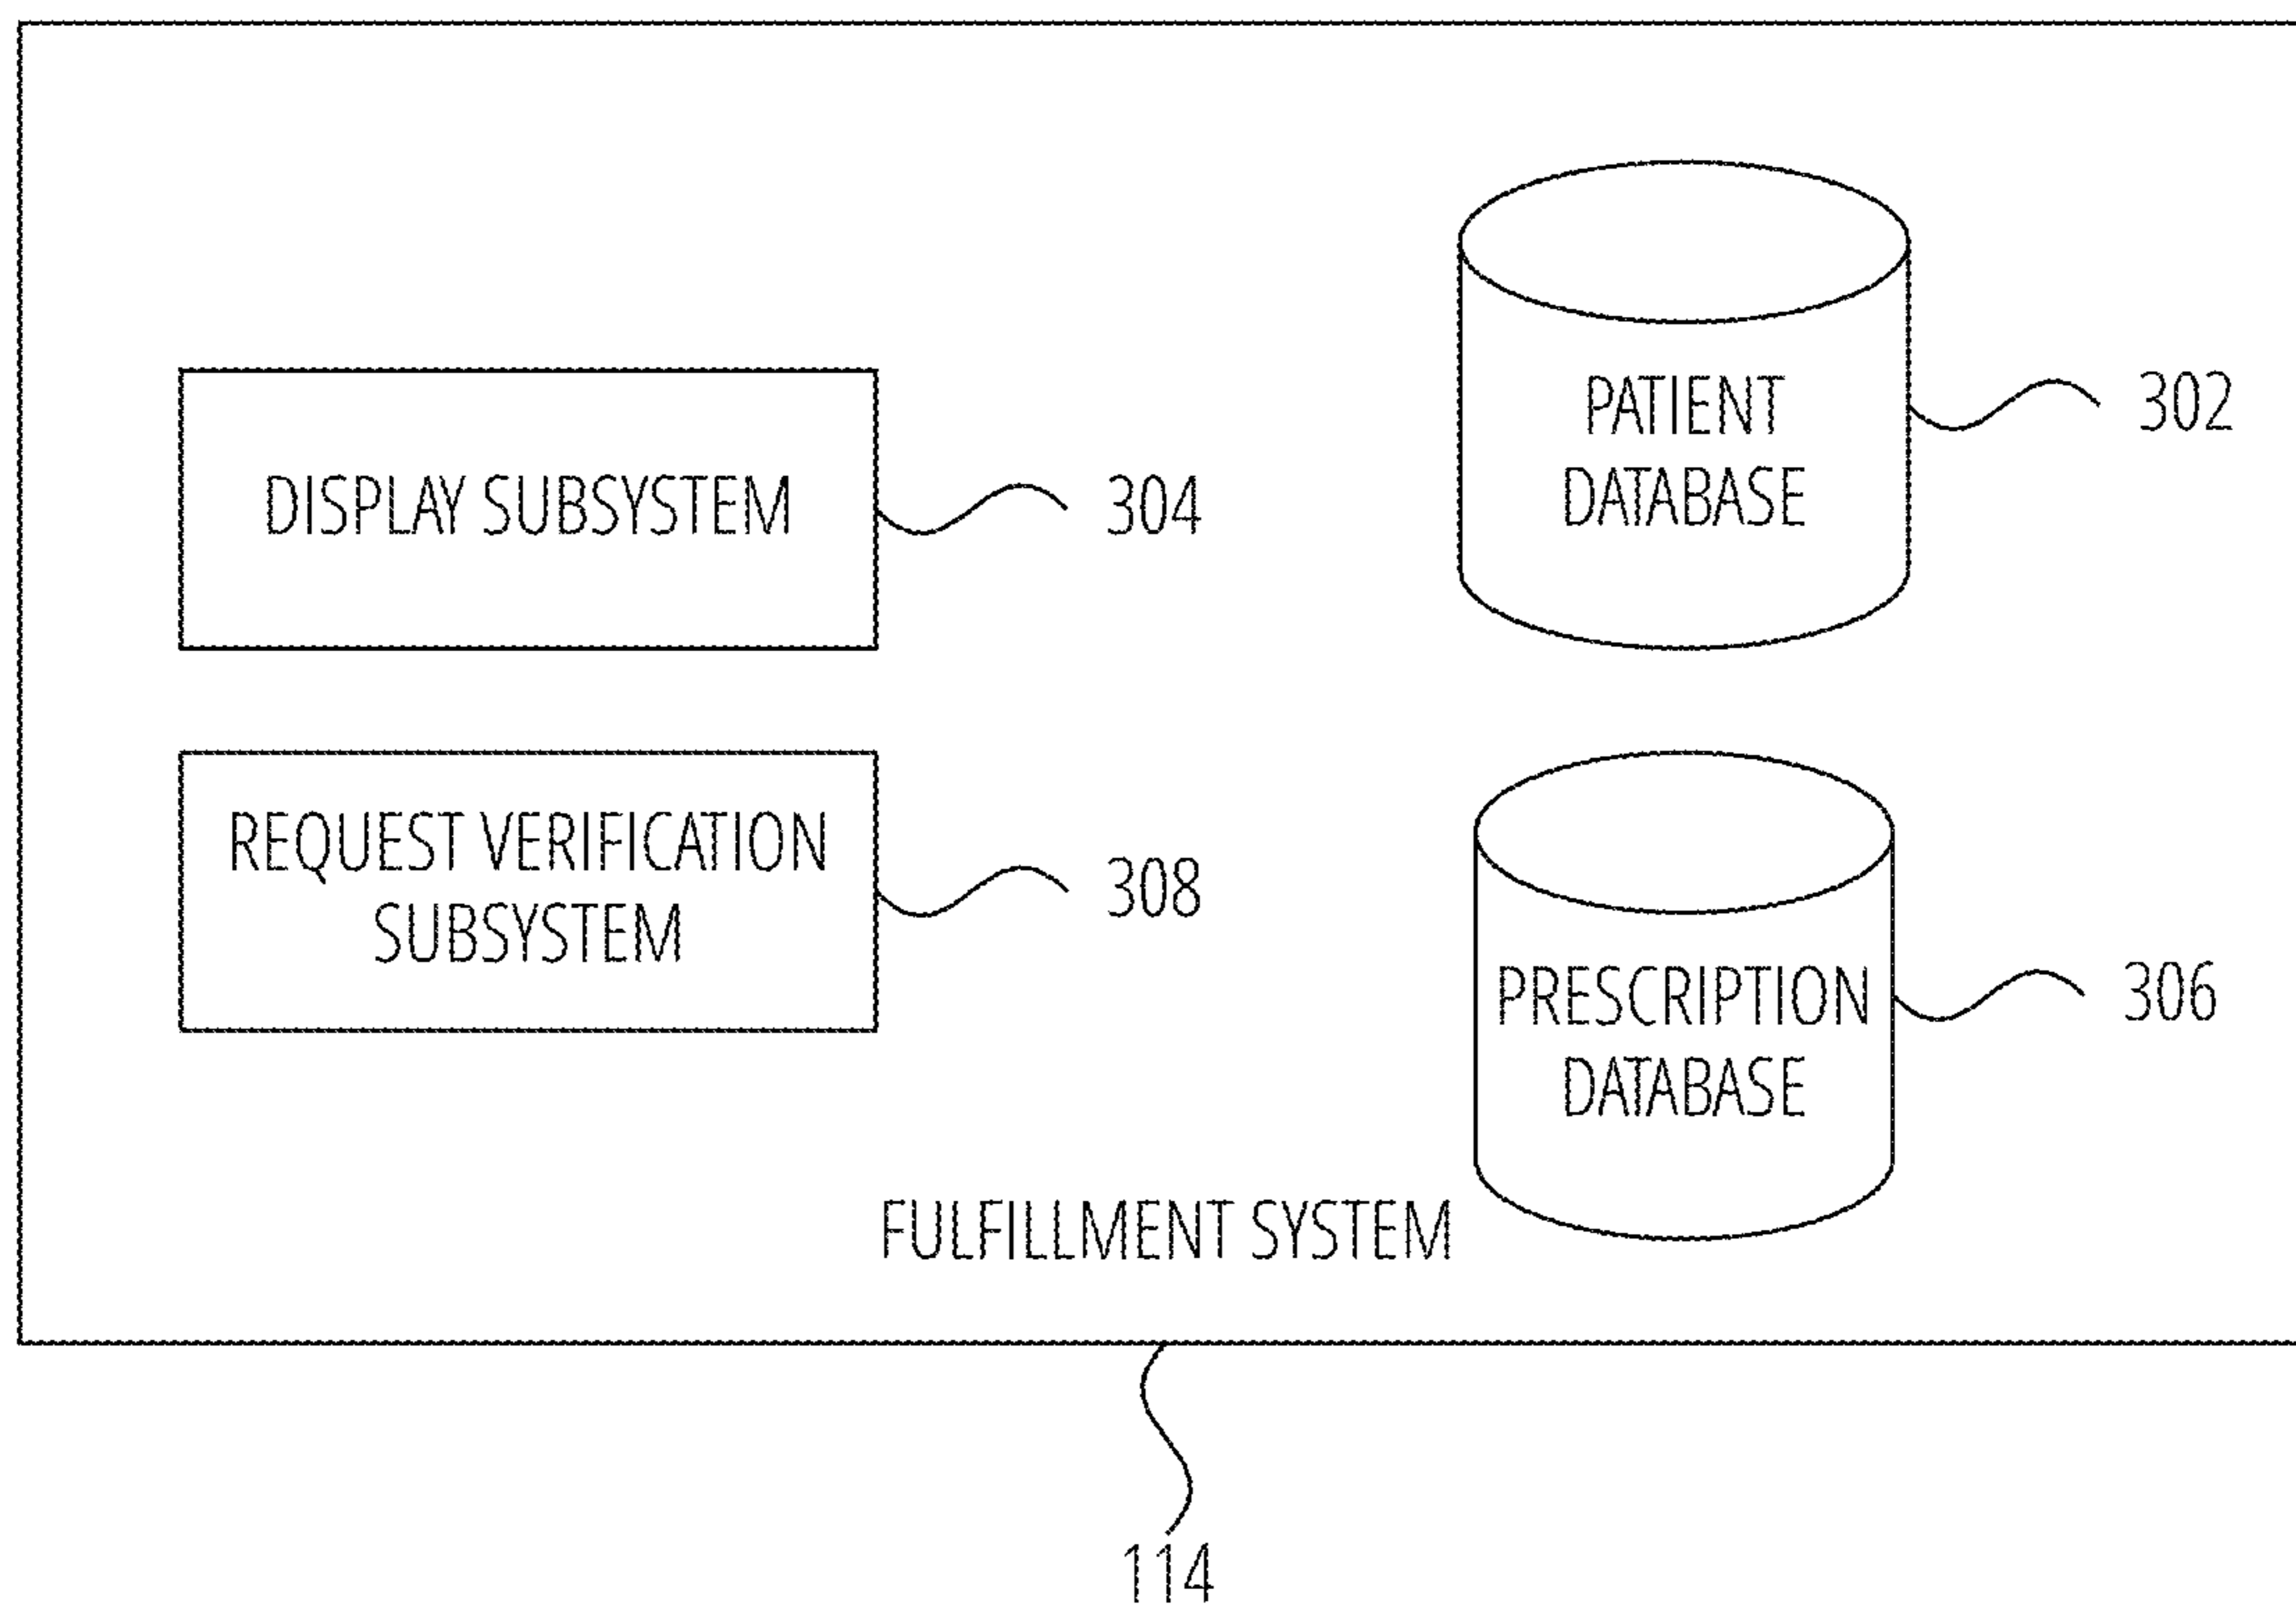 PATIENT
DATABASE
302
DISPLAY SUBSYSTEM
304
REQUEST VERIFICATION
SUBSYSTEM
308
PRESCRIPTION
DATABASE
306
FULFILLMENT SYSTEM
114